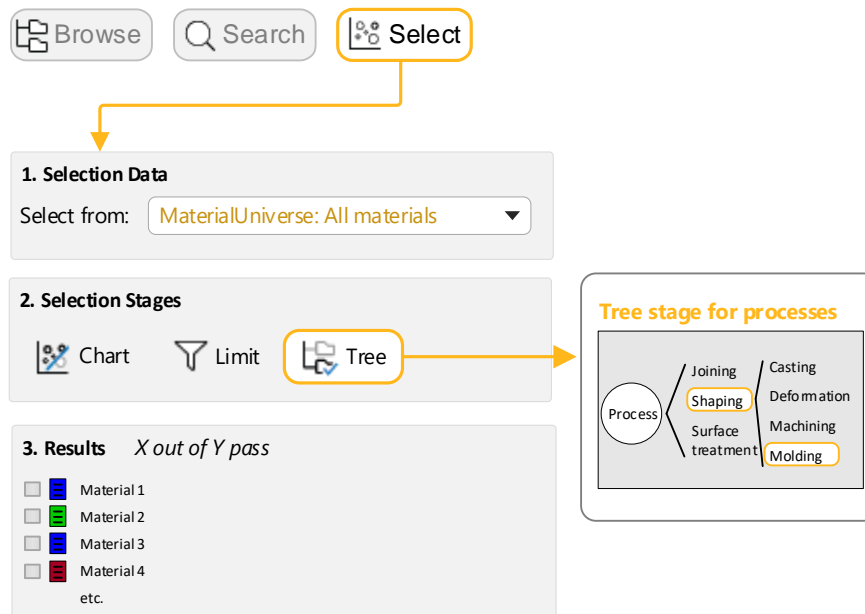 Browse
Search
Select
1. Selection Data
Select from: MaterialUniverse: All materials
2. Selection Stages
Chart
Limit
Tree
3. Results X out of Y pass
Material 1
Material 2
Material 3
Material 4
etc.
Tree stage for processes
Process
Joining
Shaping
Surface
treatment
Casting
Deformation
Machining
Molding